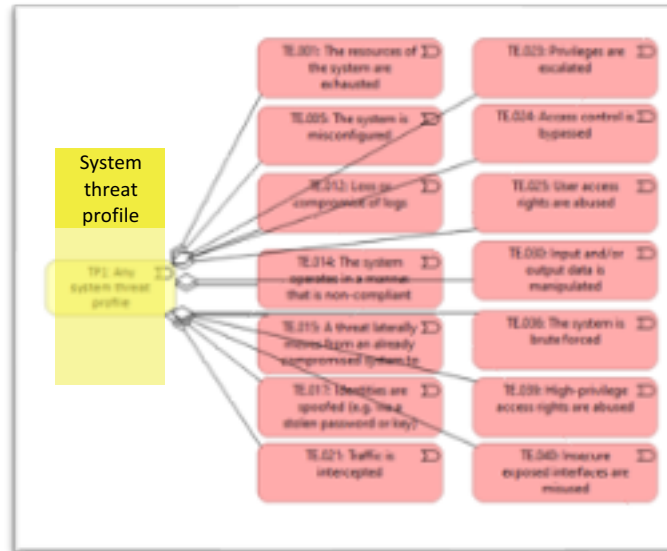 System
threat
profile
TP1: Any
system threat
profile
TE.001: The resources of
the system are
exhausted
TE.005: The system is
misconfigured
TE.012: Loss or
compromise of logs
TE.014: The system
operates in a manner
that is non-compliant
TE.015: A threat laterally
moves from an already
compromised system to
TE.017: Identities are
spoofed (e.g. via a
stolen password or key)
TE.021: Traffic is
intercepted
TE.023: Privileges are
escalated
TE.024: Access control is
bypassed
TE.025: User access
rights are abused
TE.030: Input and/or
output data is
manipulated
TE.036: The system is
brute forced
TE.039: High-privilege
access rights are abused
TE.040: Insecure
exposed interfaces are
misused